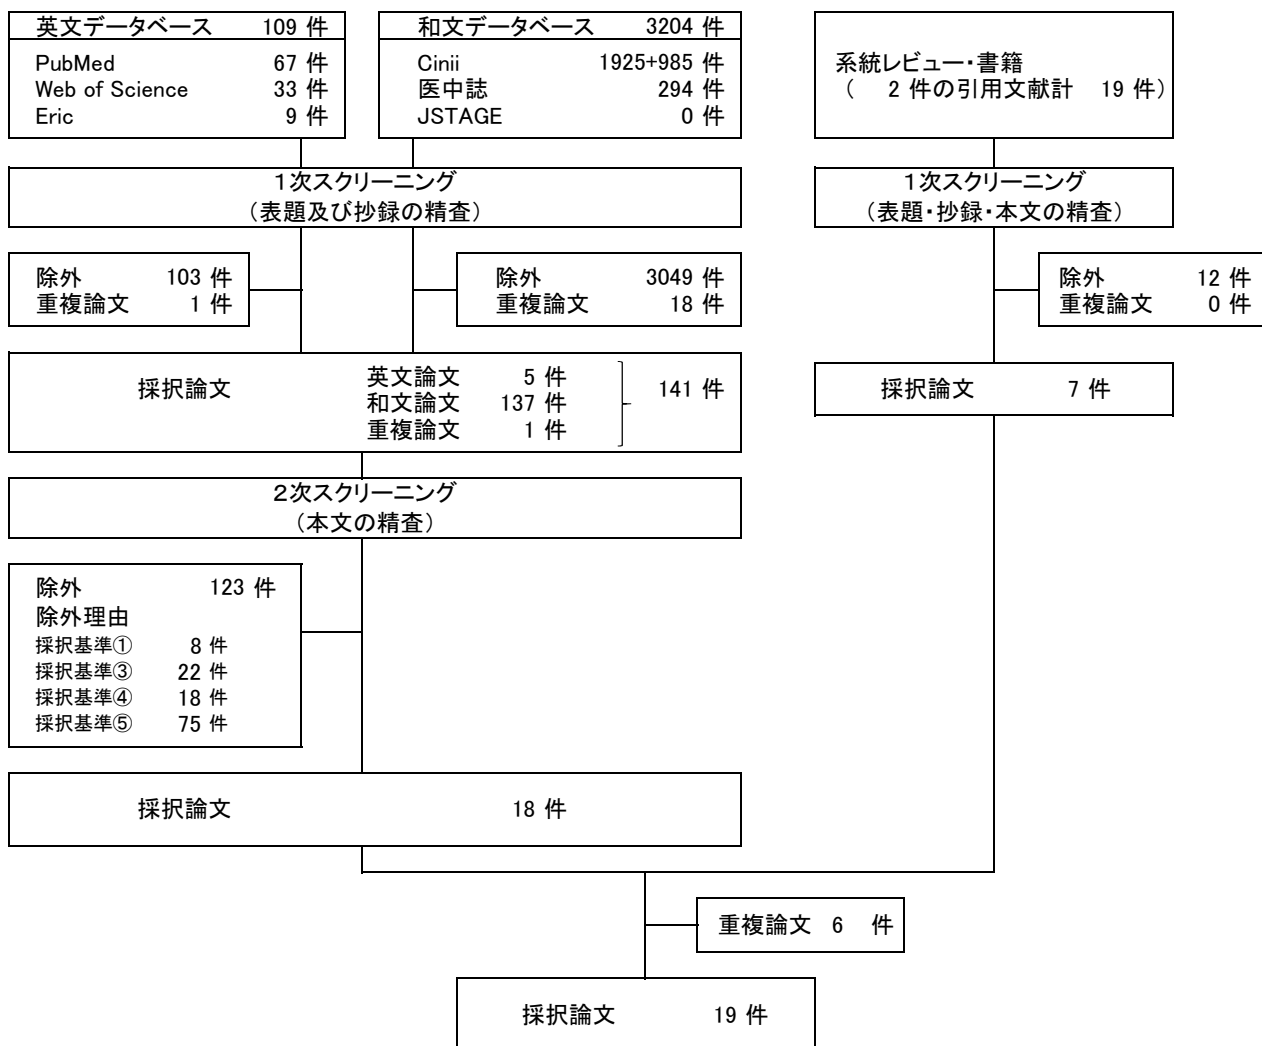 英文データベース 109 件
PubMed 67 件
Web of Science 33 件
Eric 9 件
和文データベース 3204 件
Cinii 1925+985 件
医中誌 294 件
JSTAGE 0 件
系統レビュー・書籍
( 2 件の引用文献計 19 件)
1次スクリーニング
(表題及び抄録の精査)
1次スクリーニング
(表題・抄録・本文の精査)
除外 103 件
重複論文 1 件
除外 3049 件
重複論文 18 件
除外 12 件
重複論文 0 件
採択論文 英文論文 5 件
和文論文 137 件
重複論文 1 件
141 件
採択論文 7 件
2次スクリーニング
(本文の精査)
除外 123 件
除外理由
採択基準① 8 件
採択基準③ 22 件
採択基準④ 18 件
採択基準⑤ 75 件
採択論文 18 件
重複論文 6 件
採択論文 19 件